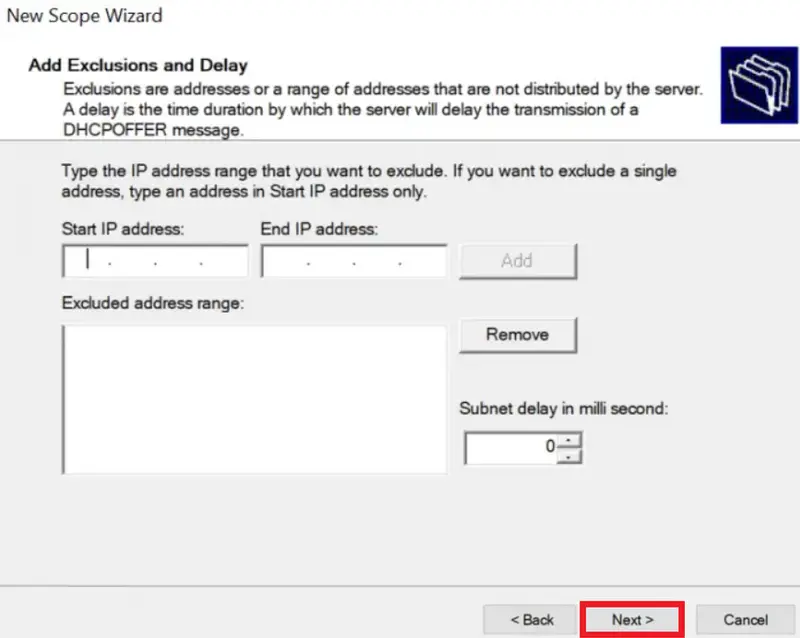 New Scope Wizard
Add Exclusions and Delay
Exclusions are addresses or a range of addresses that are not distributed by the server.
A delay is the time duration by which the server will delay the transmission of a
DHCPOFFER message.
Type the IP address range that you want to exclude. If you want to exclude a single
address, type an address in Start IP address only.
Start IP address:
End IP address:
. . .
. . .
Add
Excluded address range:
Remove
Subnet delay in milli second:
0
< Back
Next >
Cancel